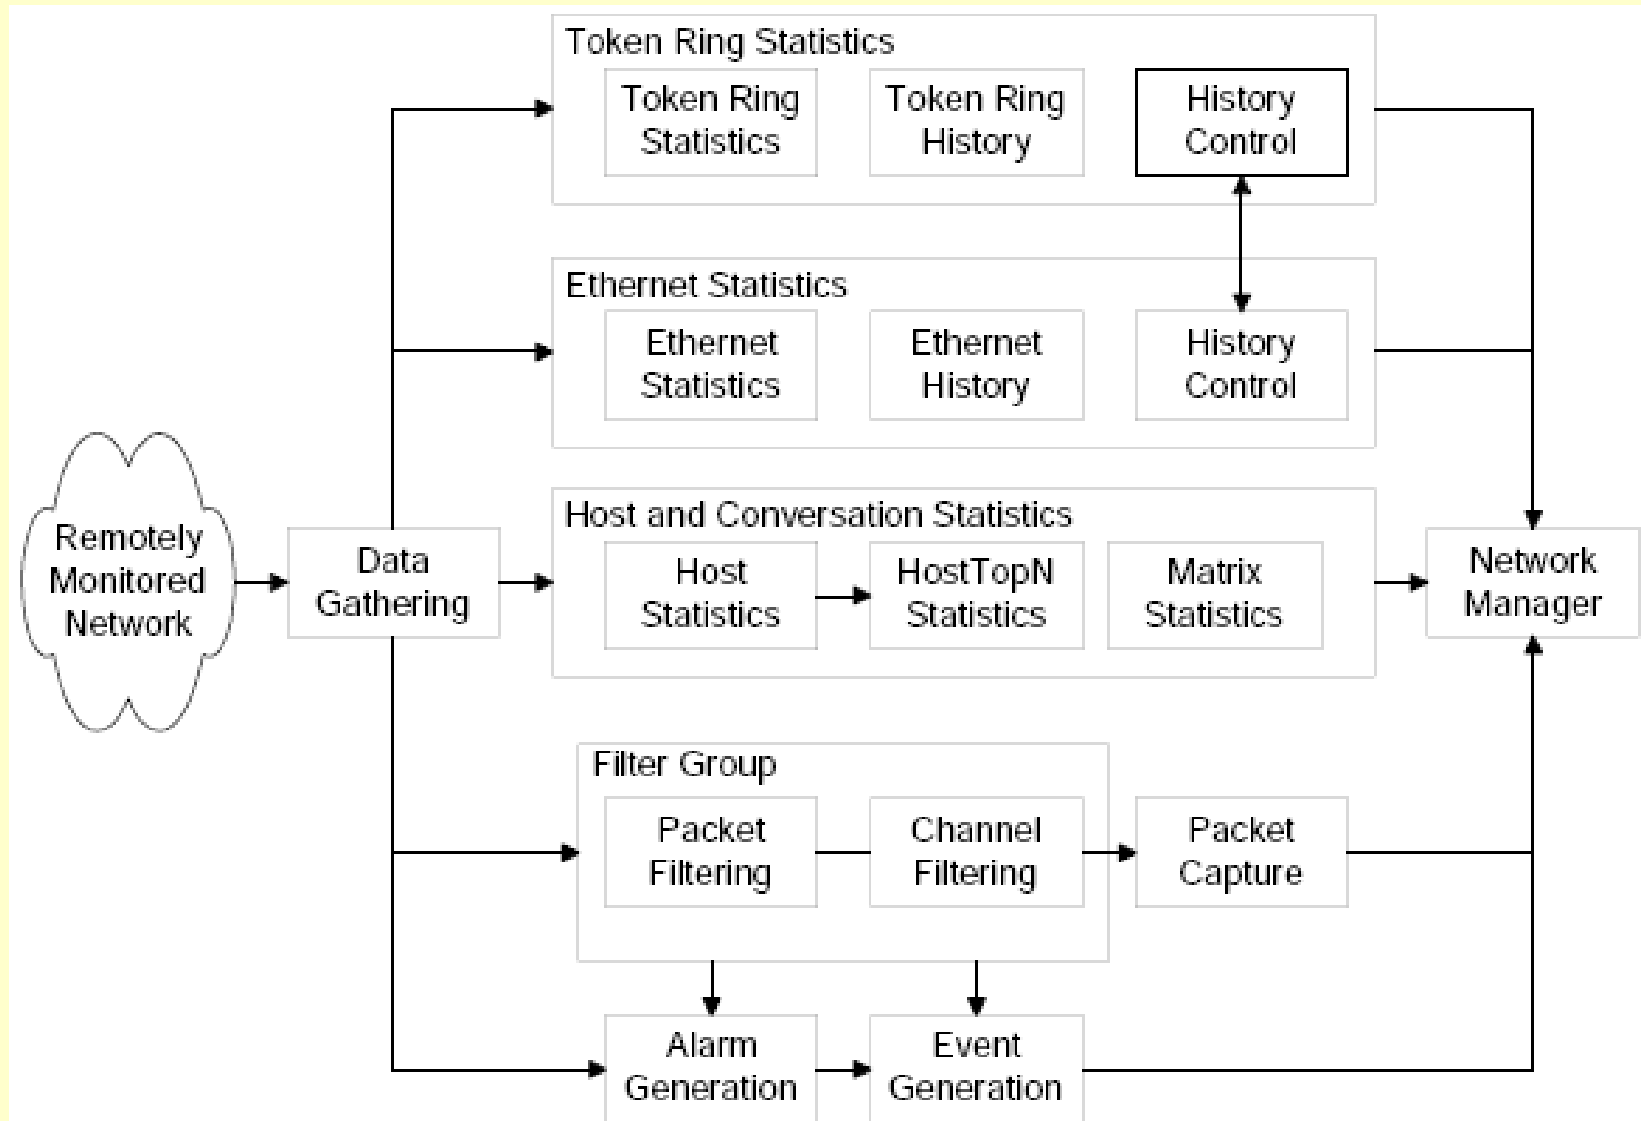 Token Ring Statistics
Token Ring
Statistics
Token Ring
History
History
Control
Ethernet Statistics
Ethernet
Statistics
Ethernet
History
History
Control
Remotely
Monitored
Network
Data
Gathering
Host and Conversation Statistics
Host
Statistics
HostTopN
Statistics
Matrix
Statistics
Network
Manager
Filter Group
Packet
Filtering
Channel
Filtering
Packet
Capture
Alarm
Generation
Event
Generation